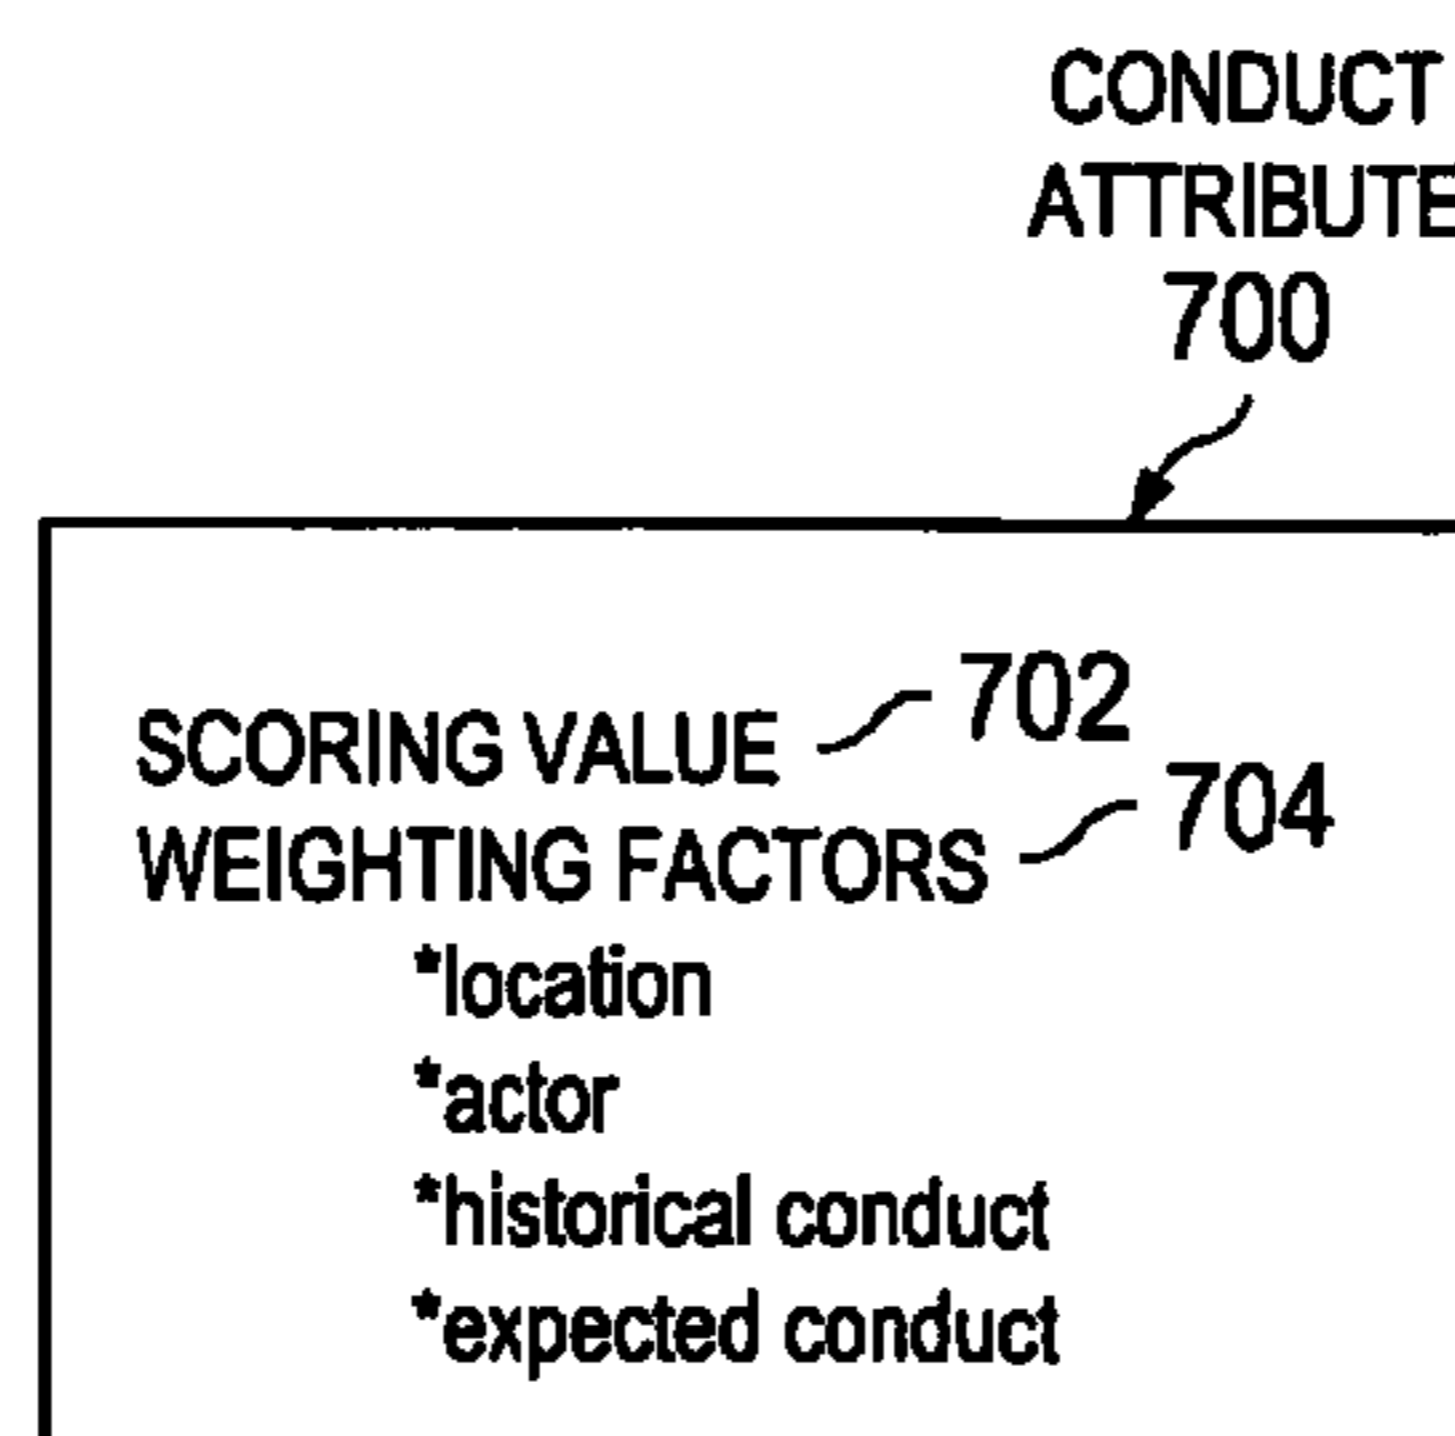 CONDUCT
ATTRIBUTE
700
SCORING VALUE 702
WEIGHTING FACTORS 704
*location
*actor
*historical conduct
*expected conduct